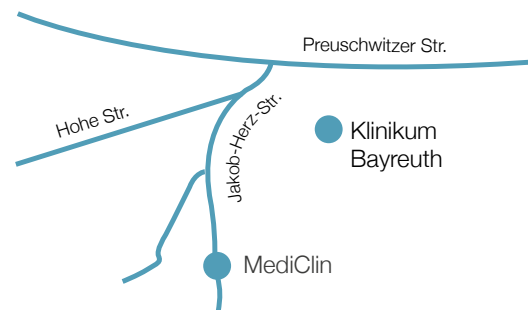 Preuschwitzer Str.
Hohe Str.
Jakob-Herz-Str.
Klinikum
Bayreuth
MediClin